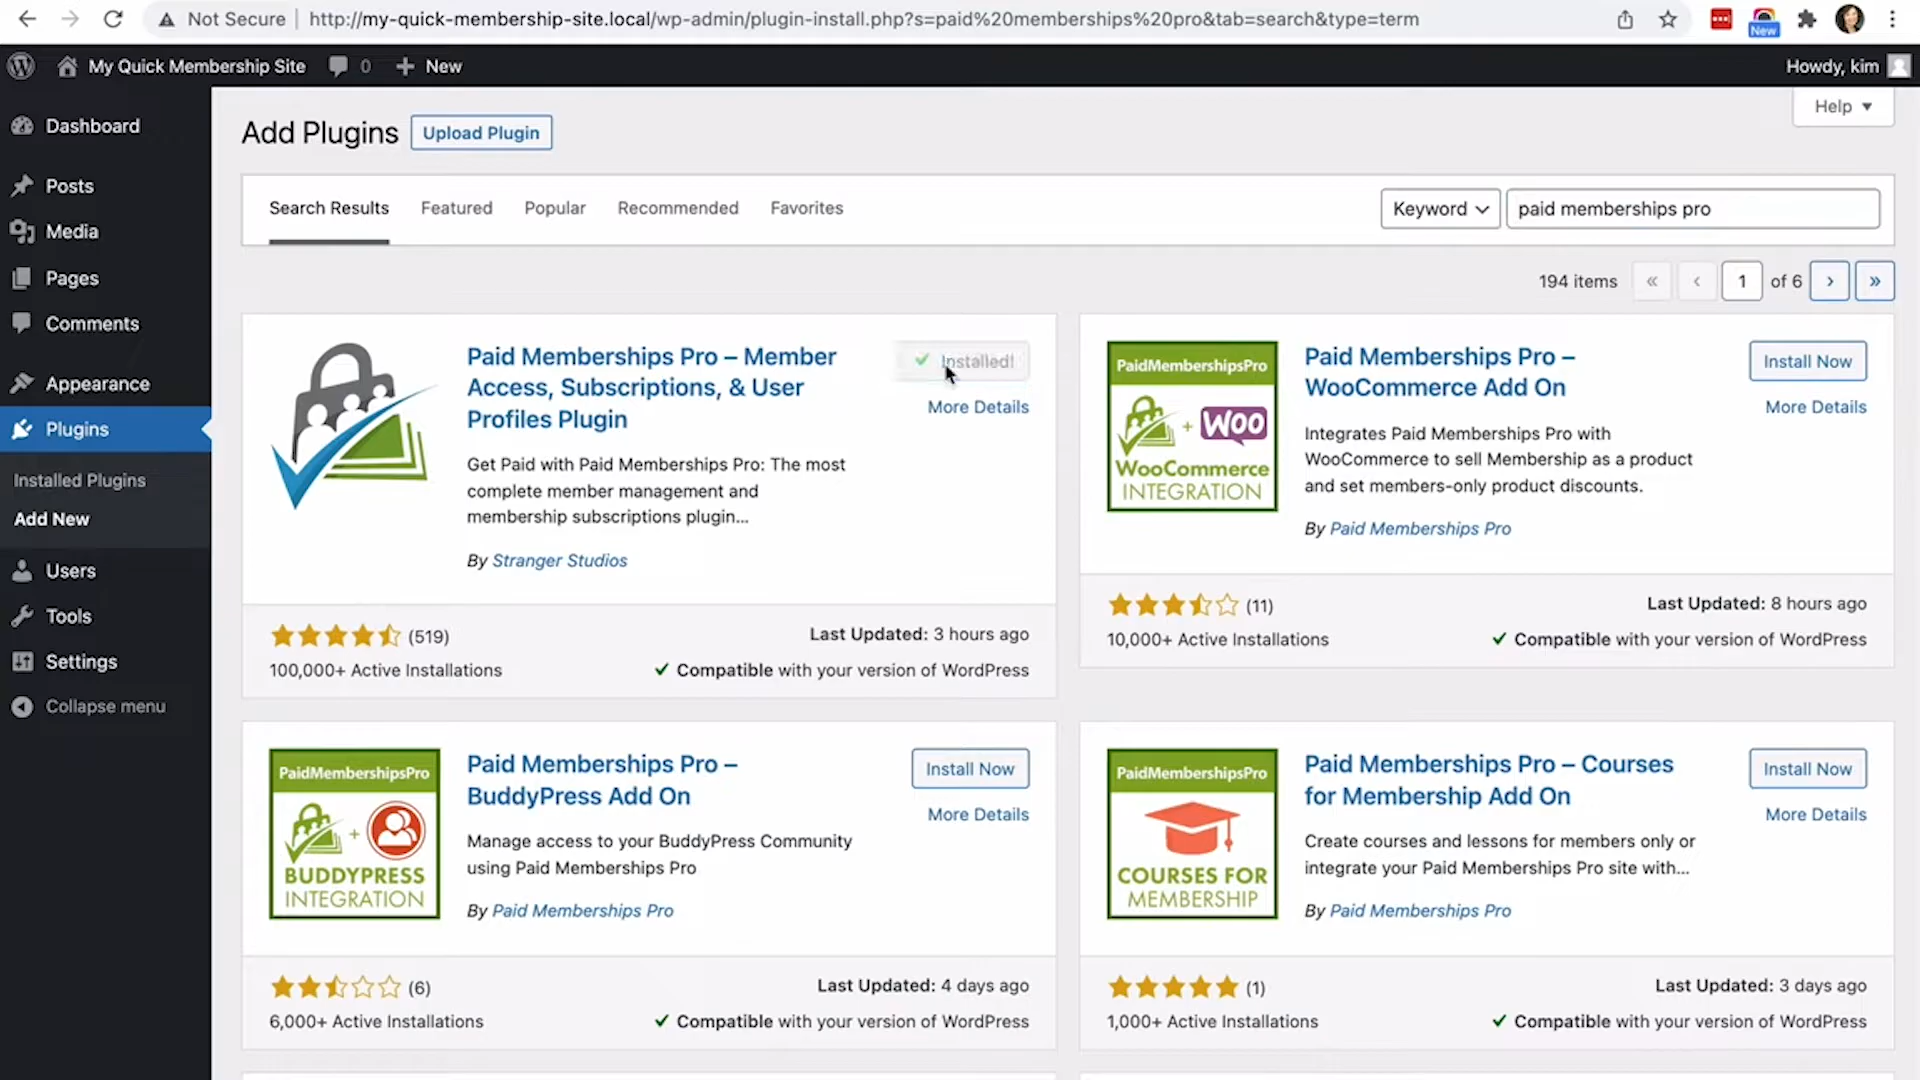 Not Secure
http://my-quick-membership-site.local/wp-admin/plugin-install.php?s=paid%20memberships%20pro&tab=search&type=term
New
My Quick Membership Site
0
New
Howdy, kim
Dashboard
Posts
Media
Pages
Comments
Appearance
Plugins
Installed Plugins
Add New
Users
Tools
Settings
Collapse menu
Help
Add Plugins
Upload Plugin
Search Results
Featured
Popular
Recommended
Favorites
Keyword
paid memberships pro
194 items
«
‹
1
of 6
›
»
Paid Memberships Pro – Member
Access, Subscriptions, & User
Profiles Plugin
Installed!
More Details
Get Paid with Paid Memberships Pro: The most
complete member management and
membership subscriptions plugin...
By Stranger Studios
(519)
100,000+ Active Installations
Last Updated: 3 hours ago
Compatible with your version of WordPress
PaidMembershipsPro
+
WOO
WooCommerce
INTEGRATION
Paid Memberships Pro –
WooCommerce Add On
Install Now
More Details
Integrates Paid Memberships Pro with
WooCommerce to sell Membership as a product
and set members-only product discounts.
By Paid Memberships Pro
(11)
10,000+ Active Installations
Last Updated: 8 hours ago
Compatible with your version of WordPress
PaidMembershipsPro
+
BUDDYPRESS
INTEGRATION
Paid Memberships Pro –
BuddyPress Add On
Install Now
More Details
Manage access to your BuddyPress Community
using Paid Memberships Pro
By Paid Memberships Pro
(6)
6,000+ Active Installations
Last Updated: 4 days ago
Compatible with your version of WordPress
PaidMembershipsPro
COURSES FOR
MEMBERSHIP
Paid Memberships Pro – Courses
for Membership Add On
Install Now
More Details
Create courses and lessons for members only or
integrate your Paid Memberships Pro site with...
By Paid Memberships Pro
(1)
1,000+ Active Installations
Last Updated: 3 days ago
Compatible with your version of WordPress